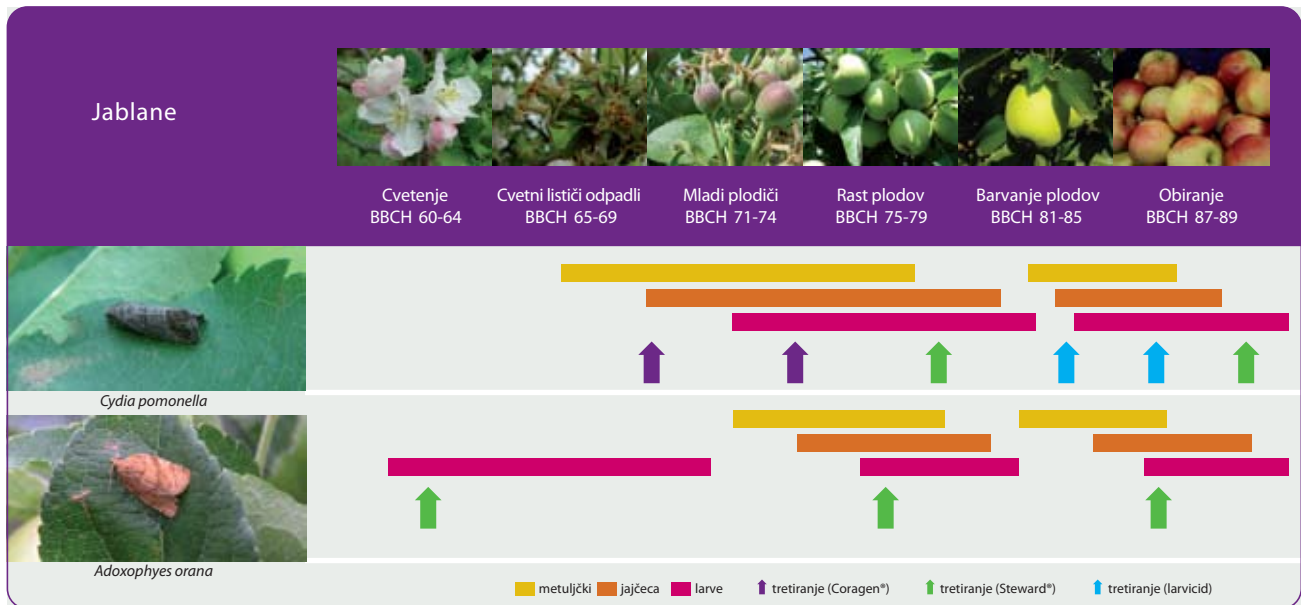 Jablane
Cvetenje
BBCH 60-64
Cvetni lističi odpadli
BBCH 65-69
Mladi plodiči
BBCH 71-74
Rast plodov
BBCH 75-79
Barvanje plodov
BBCH 81-85
Obiranje
BBCH 87-89
Cydia pomonella
Adoxophyes orana
metuljčki
jajčeca
larve
tretiranje (Coragen®)
tretiranje (Steward®)
tretiranje (larvicid)